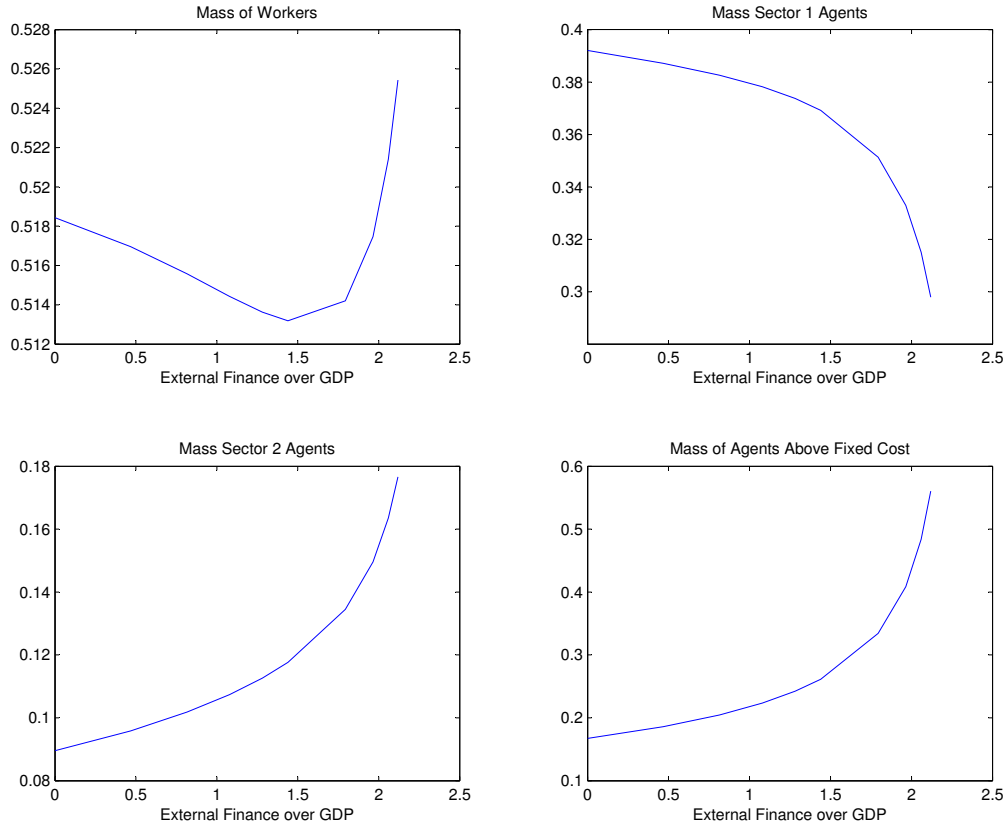 Mass of Workers
0.528
0.526
0.524
0.522
0.52
0.518
0.516
0.514
0.512
0 0.5 1 1.5 2 2.5
External Finance over GDP
Mass Sector 1 Agents
0.4
0.38
0.36
0.34
0.32
0.3
0 0.5 1 1.5 2 2.5
External Finance over GDP
Mass Sector 2 Agents
0.18
0.16
0.14
0.12
0.1
0.08
0 0.5 1 1.5 2 2.5
External Finance over GDP
Mass of Agents Above Fixed Cost
0.6
0.5
0.4
0.3
0.2
0.1
0 0.5 1 1.5 2 2.5
External Finance over GDP